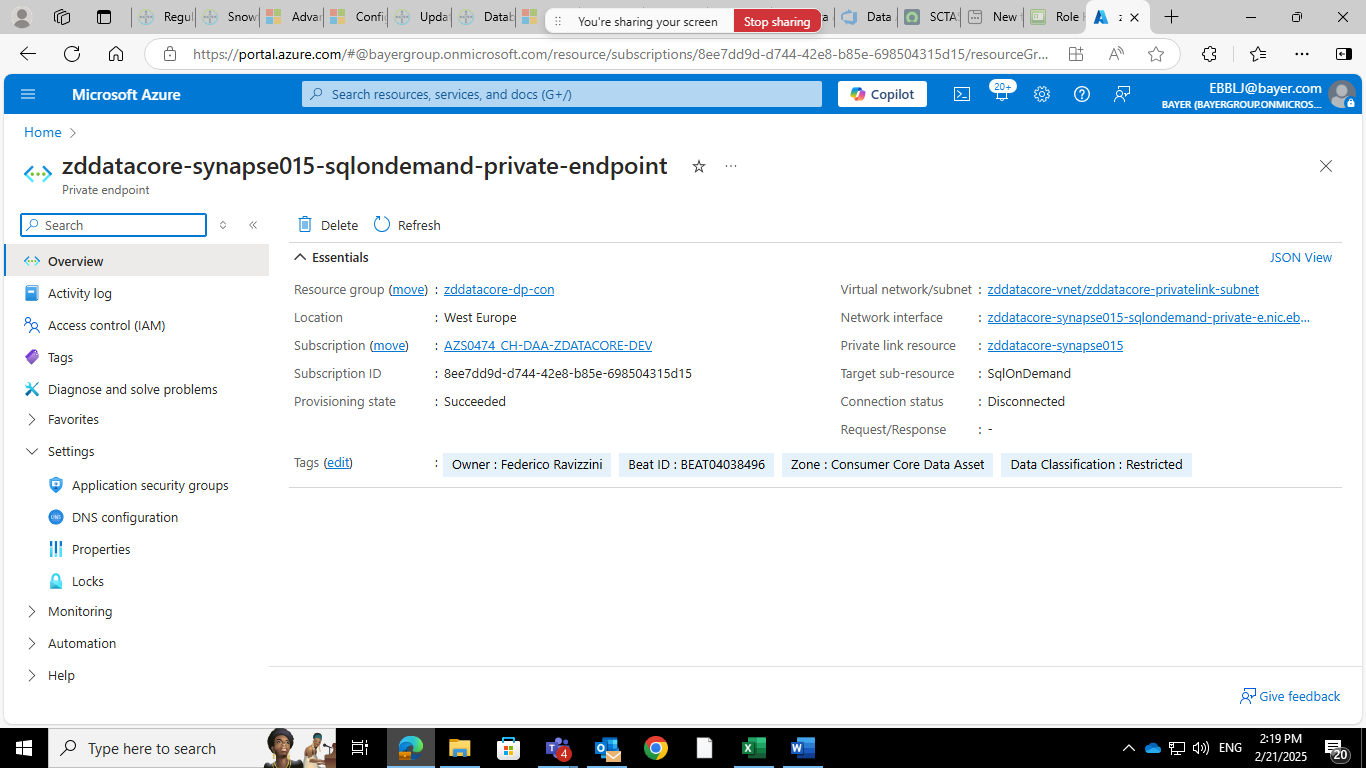 Regul
Snow
Adva
Confi
Upda
Datab
You're sharing your screen
Stop sharing
Data
SCTAS
New
Role
https://portal.azure.com/#@bayergroup.onmicrosoft.com/resource/subscriptions/8ee7dd9d-d744-42e8-b85e-698504315d15/resourceGr...
Microsoft Azure
Search resources, services, and docs (G+/)
Copilot
20+
EBBLJ@bayer.com
BAYER (BAYERGROUP.ONMICROS...
Home
zddatacore-synapse015-sqlondemand-private-endpoint
Private endpoint
Search
Delete
Refresh
Overview
Activity log
Access control (IAM)
Tags
Diagnose and solve problems
Favorites
Settings
Application security groups
DNS configuration
Properties
Locks
Monitoring
Automation
Help
Essentials
JSON View
Resource group (move) : zddatacore-dp-con
Location : West Europe
Subscription (move) : AZS0474_CH-DAA-ZDATACORE-DEV
Subscription ID : 8ee7dd9d-d744-42e8-b85e-698504315d15
Provisioning state : Succeeded
Virtual network/subnet : zddatacore-vnet/zddatacore-privatelink-subnet
Network interface : zddatacore-synapse015-sqlondemand-private-e.nic.eb...
Private link resource : zddatacore-synapse015
Target sub-resource : SqlOnDemand
Connection status : Disconnected
Request/Response : -
Tags (edit) : Owner : Federico Ravizzini Beat ID : BEAT04038496 Zone : Consumer Core Data Asset Data Classification : Restricted
Give feedback
Type here to search
4
ENG
2:19 PM
2/21/2025
20